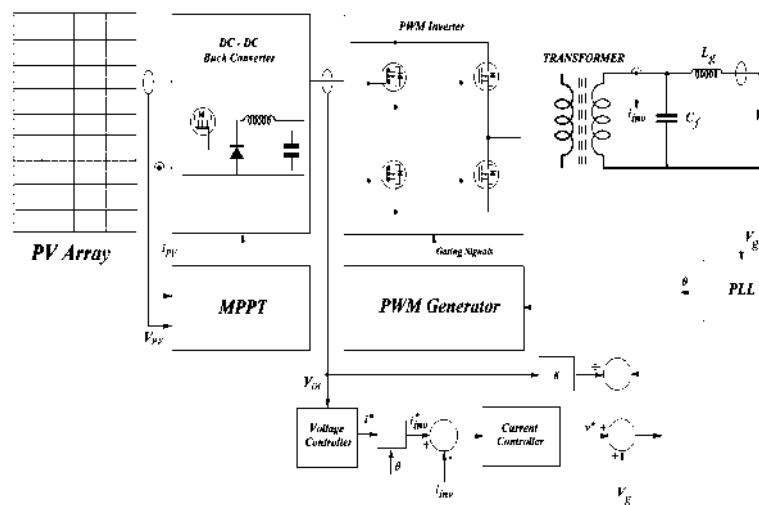 DC - DC
Buck Converter
PWM Inverter
TRANSFORMER
L_g
i_inv
C_f
PV Array
i_PV
Gating Signals
V_g
θ
PLL
MPPT
PWM Generator
V_PV
K
÷
Voltage
Controller
I*
i*_inv
+
-
Current
Controller
v*
+
+
θ
i_inv
V_g